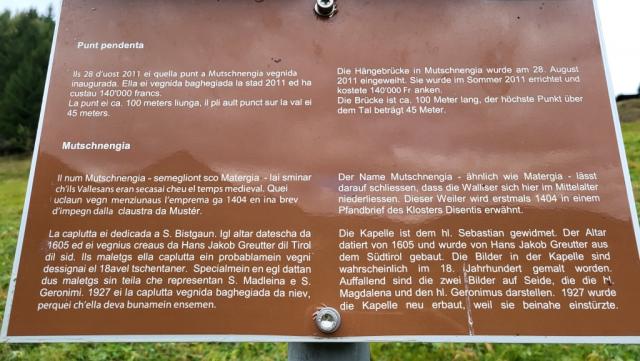 Punt pendenta
Ils 28 d'uost 2011 ei quella punt a Mutschnengia vegnida
inaugurada. Ella ei vegnida baghegiada la stad 2011 ed ha
custau 140'000 francs.
La punt ei ca. 100 meters liunga, il pli ault punct sur la val ei
45 meters.
Die Hängebrücke in Mutschnengia wurde am 28. August
2011 eingeweiht. Sie wurde im Sommer 2011 errichtet und
kostete 140'000 Fr anken.
Die Brücke ist ca. 100 Meter lang, der höchste Punkt über
dem Tal beträgt 45 Meter.
Mutschnengia
Il num Mutschnengia - semegliont sco Matergia - lai sminar
ch'ils Vallesans eran secasai cheu el temps medieval. Quei
uclaun vegn menziunaus l'emprema ga 1404 en ina brev
d'impegn dalla claustra da Mustér.
La caplutta ei dedicada a S. Bistgaun. Igl altar datescha da
1605 ed ei vegnius creaus da Hans Jakob Greutter dil Tirol
dil sid. Ils maletgs ella caplutta ein probablamein vegni
dessignai el 18avel tschentaner. Specialmein en egl dattan
dus maletgs sin teila che representan S. Madleina e S.
Geronimi. 1927 ei la caplutta vegnida baghegiada da niev,
perquei ch'ella deva bunamein ensemen.
Der Name Mutschnengia - ähnlich wie Matergia - lässt
darauf schliessen, dass die Walliser sich hier im Mittelalter
niederliessen. Dieser Weiler wird erstmals 1404 in einem
Pfandbrief des Klosters Disentis erwähnt.
Die Kapelle ist dem hl. Sebastian gewidmet. Der Altar
datiert von 1605 und wurde von Hans Jakob Greutter aus
dem Südtirol gebaut. Die Bilder in der Kapelle sind
wahrscheinlich im 18. Jahrhundert gemalt worden.
Auffallend sind die zwei Bilder auf Seide, die die hl.
Magdalena und den hl. Geronimus darstellen. 1927 wurde
die Kapelle neu erbaut, weil sie beinahe einstürzte.